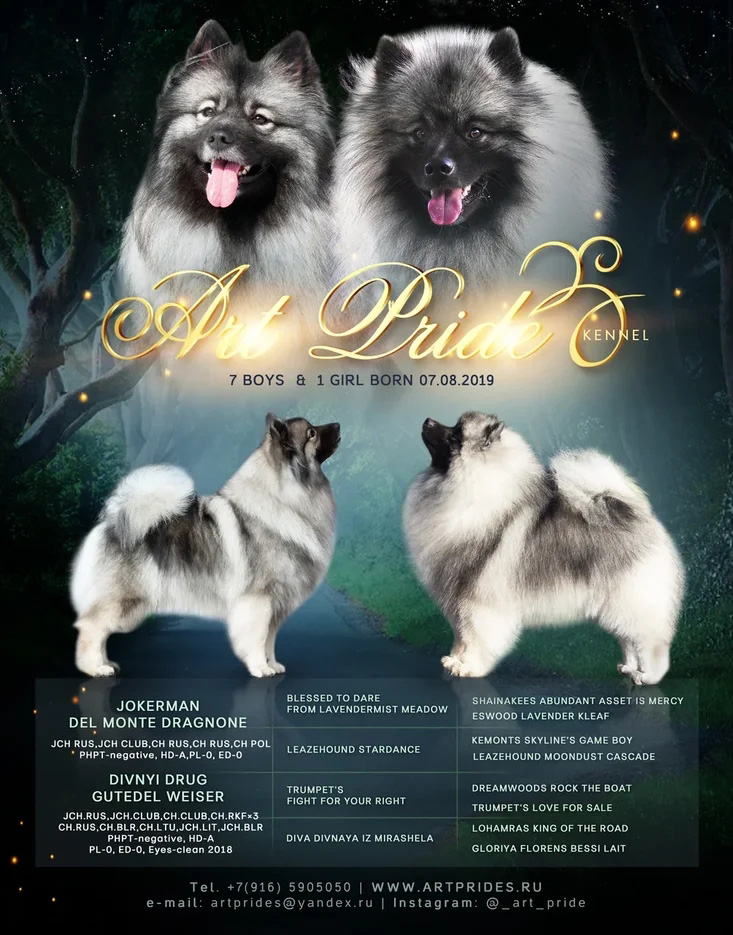 Art PrideS
KENNEL
7 BOYS & 1 GIRL BORN 07.08.2019
JOKERMAN
DEL MONTE DRAGNONE
JCH RUS,JCH CLUB,CH RUS,CH RUS,CH POL
PHPT-negative, HD-A,PL-0, ED-0
DIVNYI DRUG
GUTEDEL WEISER
JCH.RUS,JCH.CLUB,CH.CLUB,CH.RKF×3
CH.RUS,CH.BLR,CH.LTU,JCH.LIT,JCH.BLR
PHPT-negative, HD-A
PL-0, ED-0, Eyes-clean 2018
BLESSED TO DARE
FROM LAVENDERMIST MEADOW
LEAZEHOUND STARDANCE
TRUMPET'S
FIGHT FOR YOUR RIGHT
DIVA DIVNAYA IZ MIRASHELA
SHAINAKEES ABUNDANT ASSET IS MERCY
ESWOOD LAVENDER KLEAF
KEMONTS SKYLINE'S GAME BOY
LEAZEHOUND MOONDUST CASCADE
DREAMWOODS ROCK THE BOAT
TRUMPET'S LOVE FOR SALE
LOHAMRAS KING OF THE ROAD
GLORIYA FLORENS BESSI LAIT
Tel. +7(916) 5905050 | WWW.ARTPRIDES.RU
e-mail: artprides@yandex.ru | Instagram: @_art_pride